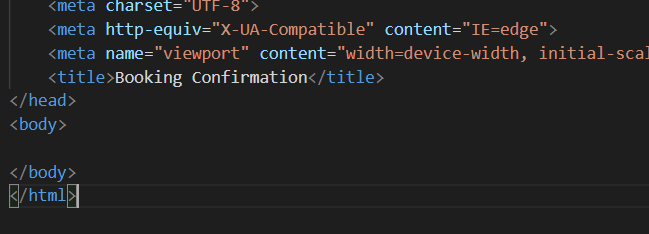 <meta charset="UTF-8">
<meta http-equiv="X-UA-Compatible" content="IE=edge">
<meta name="viewport" content="width=device-width, initial-scal
<title>Booking Confirmation</title>
</head>
<body>
</body>
</html>